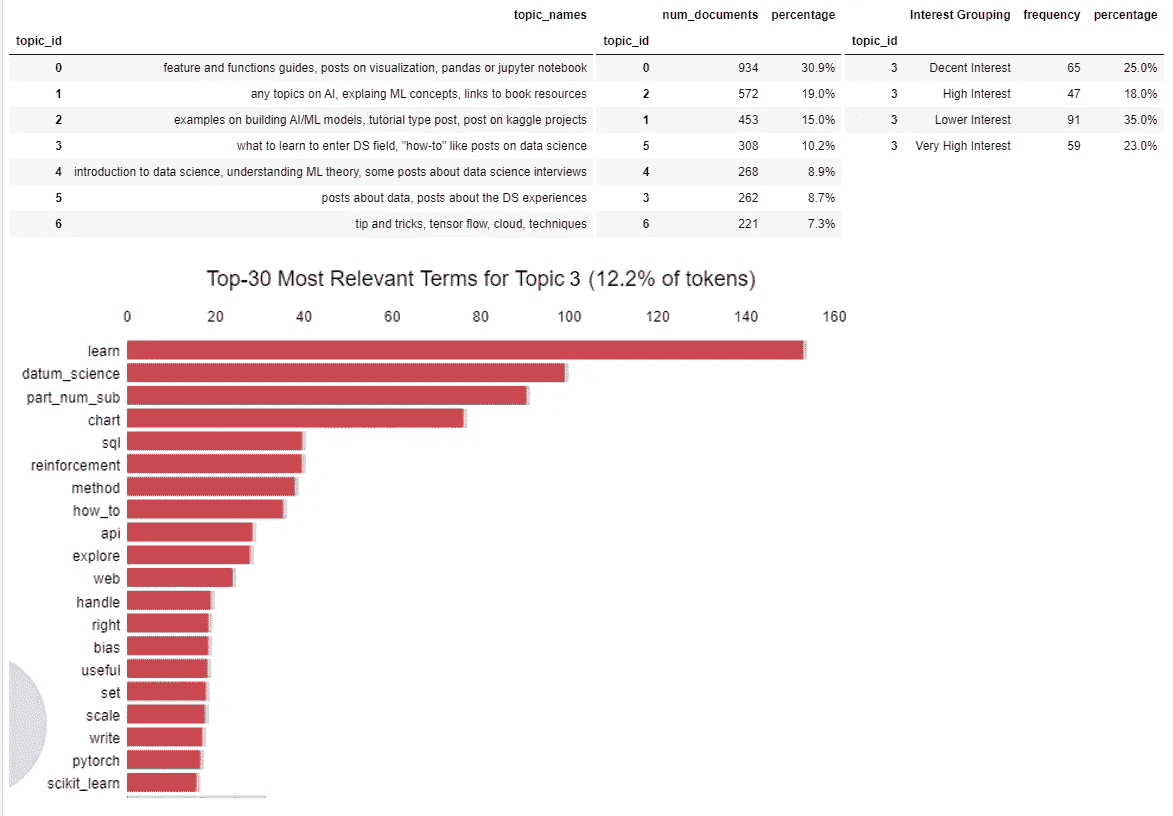 topic_names
topic_id
0 feature and functions guides, posts on visualization, pandas or jupyter notebook
1 any topics on AI, explaing ML concepts, links to book resources
2 examples on building AI/ML models, tutorial type post, post on kaggle projects
3 what to learn to enter DS field, "how-to" like posts on data science
4 introduction to data science, understanding ML theory, some posts about data science interviews
5 posts about data, posts about the DS experiences
6 tip and tricks, tensor flow, cloud, techniques
num_documents percentage
topic_id
0 934 30.9%
2 572 19.0%
1 453 15.0%
5 308 10.2%
4 268 8.9%
3 262 8.7%
6 221 7.3%
Interest Grouping frequency percentage
topic_id
3 Decent Interest 65 25.0%
3 High Interest 47 18.0%
3 Lower Interest 91 35.0%
3 Very High Interest 59 23.0%
Top-30 Most Relevant Terms for Topic 3 (12.2% of tokens)
0 20 40 60 80 100 120 140 160
learn
datum_science
part_num_sub
chart
sql
reinforcement
method
how_to
api
explore
web
handle
right
bias
useful
set
scale
write
pytorch
scikit_learn